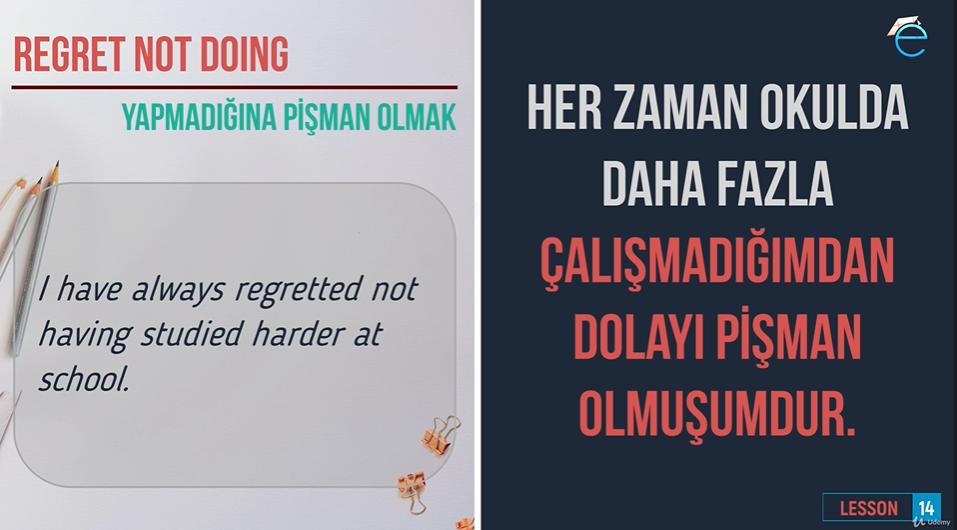 REGRET NOT DOING
YAPMADIĞINA PİŞMAN OLMAK
I have always regretted not
having studied harder at
school.
e
HER ZAMAN OKULDA
DAHA FAZLA
ÇALIŞMADIĞIMDAN
DOLAYI PİŞMAN
OLMUŞUMDUR.
LESSON 14
Udemy